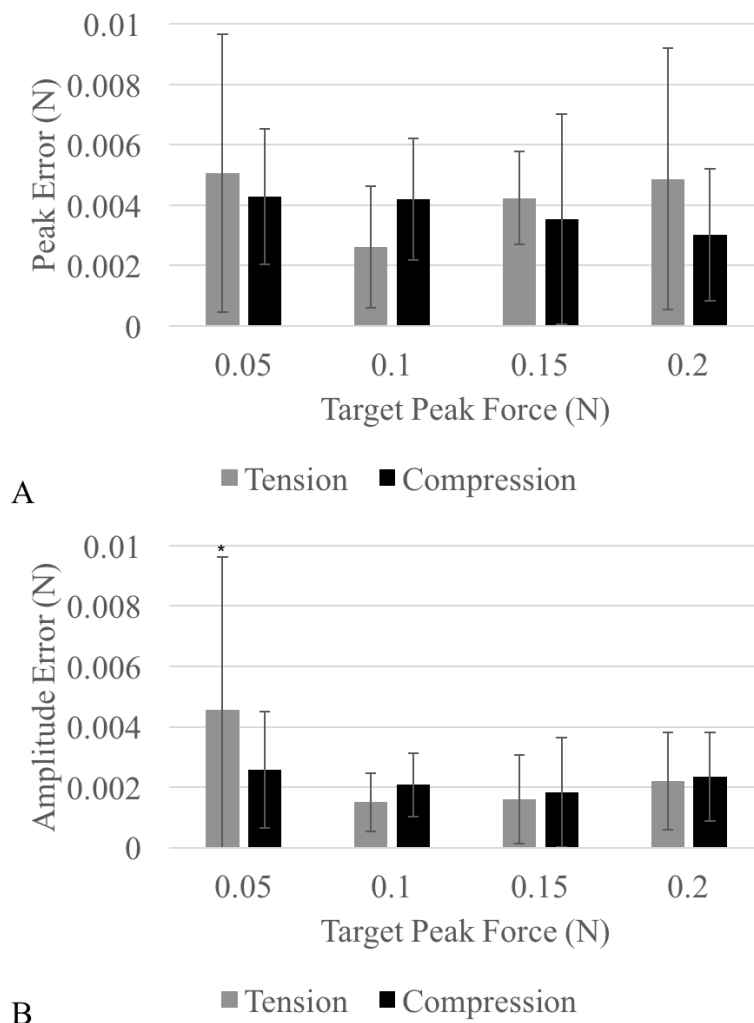 0.01
0.008
0.006
0.004
0.002
0
Peak Error (N)
0.05 0.1 0.15 0.2
Target Peak Force (N)
Tension Compression
A
*
0.01
0.008
0.006
0.004
0.002
0
Amplitude Error (N)
0.05 0.1 0.15 0.2
Target Peak Force (N)
Tension Compression
B